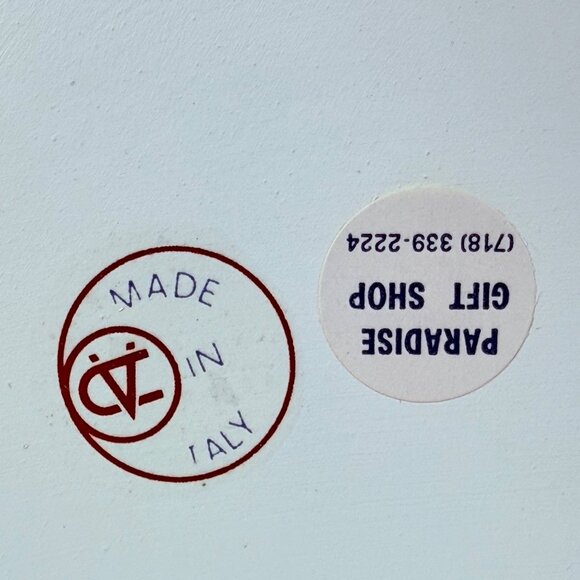 MADE
IN
ITALY
PARADISE
GIFT SHOP
(718) 339-2224